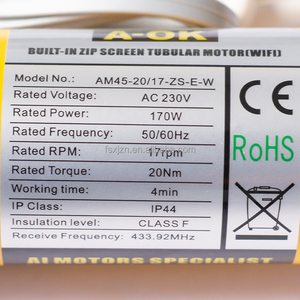 A-OK
BUILT-IN ZIP SCREEN TUBULAR MOTOR(WIFI)
Model No.: AM45-20/17-ZS-E-W
Rated Voltage: AC 230V
Rated Power: 170W
Rated Frequency: 50/60Hz
Rated RPM: 17rpm
Rated Torque: 20Nm
Working time: 4min
IP Class: IP44
Insulation level: CLASS F
Receive Frequency: 433.92MHz
CE
RoHS
AI MOTORS SPECIALIST